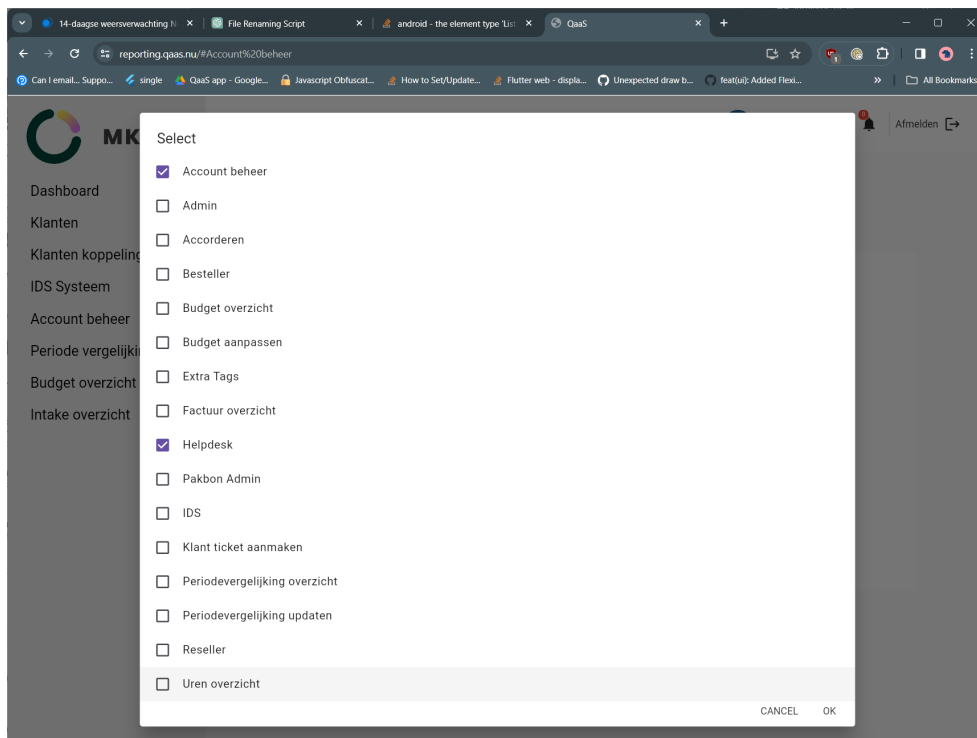 14-daagse weersverwachting N
File Renaming Script
android - the element type 'List
QaaS
reporting.qaas.nu/#Account%20beheer
Can I email... Suppo...
single
QaaS app - Google...
Javascript Obfuscat...
How to Set/Update...
Flutter web - displa...
Unexpected draw b...
feat(ui): Added Flexi...
»
All Bookmarks
MK
Afmelden
Dashboard
Klanten
Klanten koppeling
IDS Systeem
Account beheer
Periode vergelijki
Budget overzicht
Intake overzicht
Select
Account beheer
Admin
Accorderen
Besteller
Budget overzicht
Budget aanpassen
Extra Tags
Factuur overzicht
Helpdesk
Pakbon Admin
IDS
Klant ticket aanmaken
Periodevergelijking overzicht
Periodevergelijking updaten
Reseller
Uren overzicht
CANCEL OK